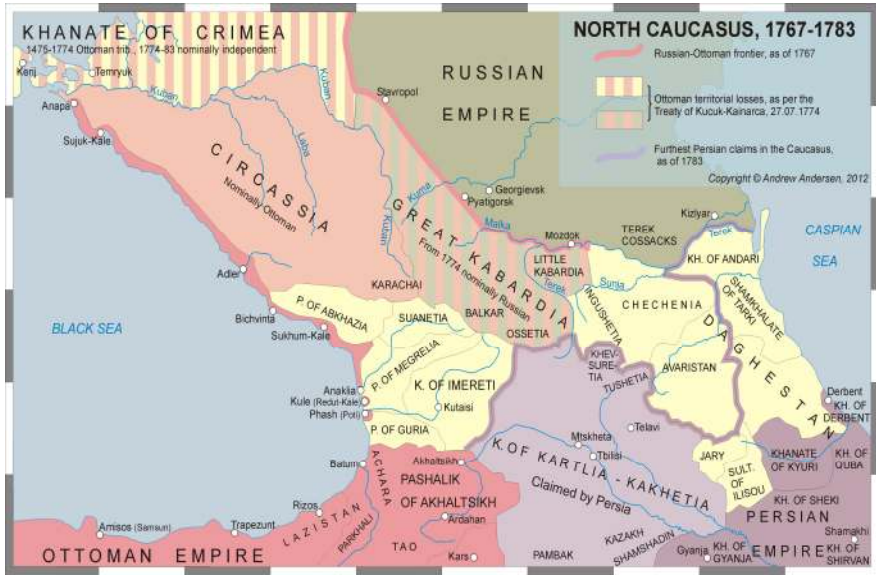 KHANATE OF CRIMEA
1475-1774 Ottoman trib., 1774-83 nominally independent
NORTH CAUCASUS, 1767-1783
Russian-Ottoman frontier, as of 1767
Ottoman territorial losses, as per the
Treaty of Kucuk-Kainarca, 27.07.1774
Furthest Persian claims in the Caucasus,
as of 1783
Copyright © Andrew Andersen, 2012
RUSSIAN
EMPIRE
Kerj
Temryuk
Anapa
Sujuk-Kale
Kuban
Kuban
Laba
Stavropol
CIRCASSIA
Nominally Ottoman
Kuban
Kuma
Georgievsk
Pyatigorsk
Malka
GREAT KABARDIA
From 1774 nominally Russian
Mozdok
TEREK
COSSACKS
Kiziyar
Terek
CASPIAN
SEA
KH. OF ANDARI
LITTLE
KABARDIA
Terek
Sunja
INGUSHETIA
CHECHENIA
SHAMKHALATE
OF TARKI
DAGHESTAN
Adler
KARACHAI
BALKAR
OSSETIA
BLACK SEA
Bichvinta
Sukhum-Kale
P. OF ABKHAZIA
SUANETIA
P. OF MEGRELIA
K. OF IMERETI
Kutaisi
Anaklia
Kule (Redut-Kale)
Phash (Poti)
P. OF GURIA
KHEV-
SURE-
TIA
TUSHETIA
AVARISTAN
Derbent
KH. OF
DERBENT
Telavi
Mtskheta
Tbilisi
K. OF KARTLIA - KAKHETIA
Claimed by Persia
JARY
SULT.
OF
ILISOU
KHANATE
OF KYURI
KH. OF
QUBA
KH. OF SHEKI
PERSIAN
EMPIRE
Shamakhi
KH. OF
SHIRVAN
Batum
ACHARA
Akhaltsikh
PASHALIK
OF AKHALTSIKH
Ardahan
Rizos
LAZISTAN
PARKHALI
TAO
Kars
Amisos (Samsun)
Trapezunt
OTTOMAN EMPIRE
PAMBAK
KAZAKH
SHAMSHADIN
Gyanja
KH. OF
GYANJA